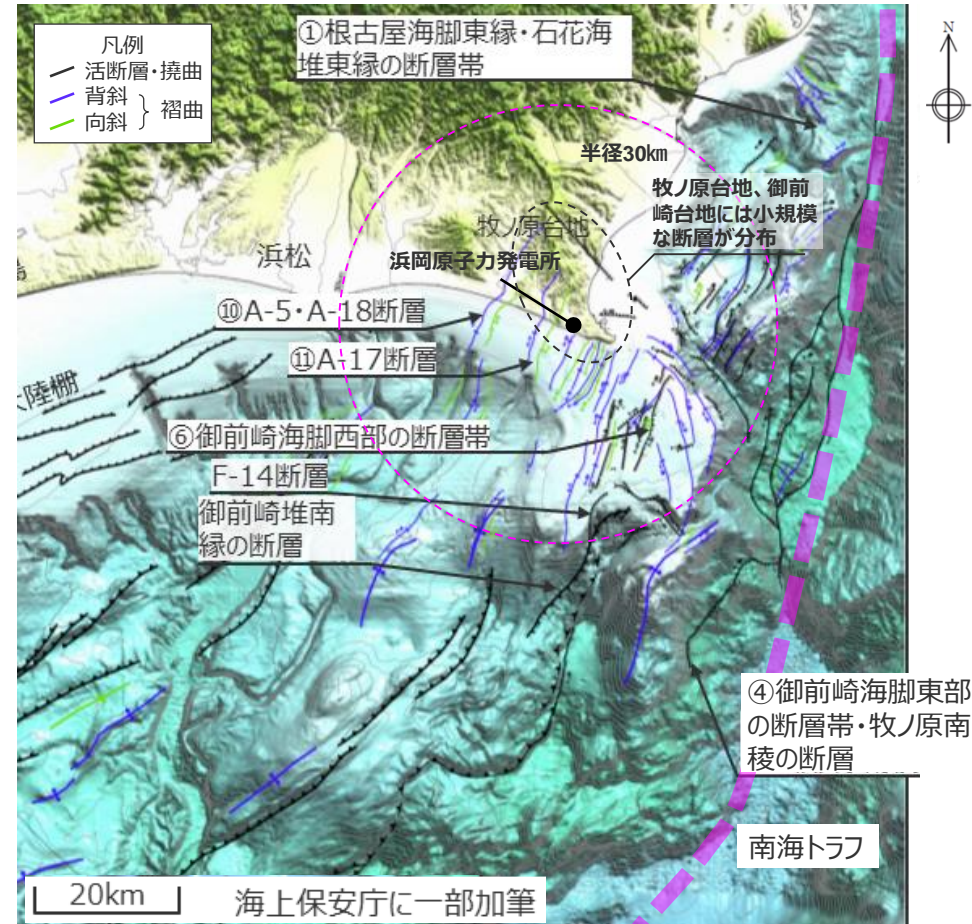 凡例
活断層・撓曲
背斜
向斜
褶曲
①根古屋海脚東縁・石花海
堆東縁の断層帯
N
半径30km
牧ノ原台地、御前
崎台地には小規模
な断層が分布
牧ノ原台地
浜松
浜岡原子力発電所
⑩A-5・A-18断層
⑪A-17断層
陸棚
⑥御前崎海脚西部の断層帯
F-14断層
御前崎堆南
縁の断層
④御前崎海脚東部
の断層帯・牧ノ原南
稜の断層
南海トラフ
20km
海上保安庁に一部加筆